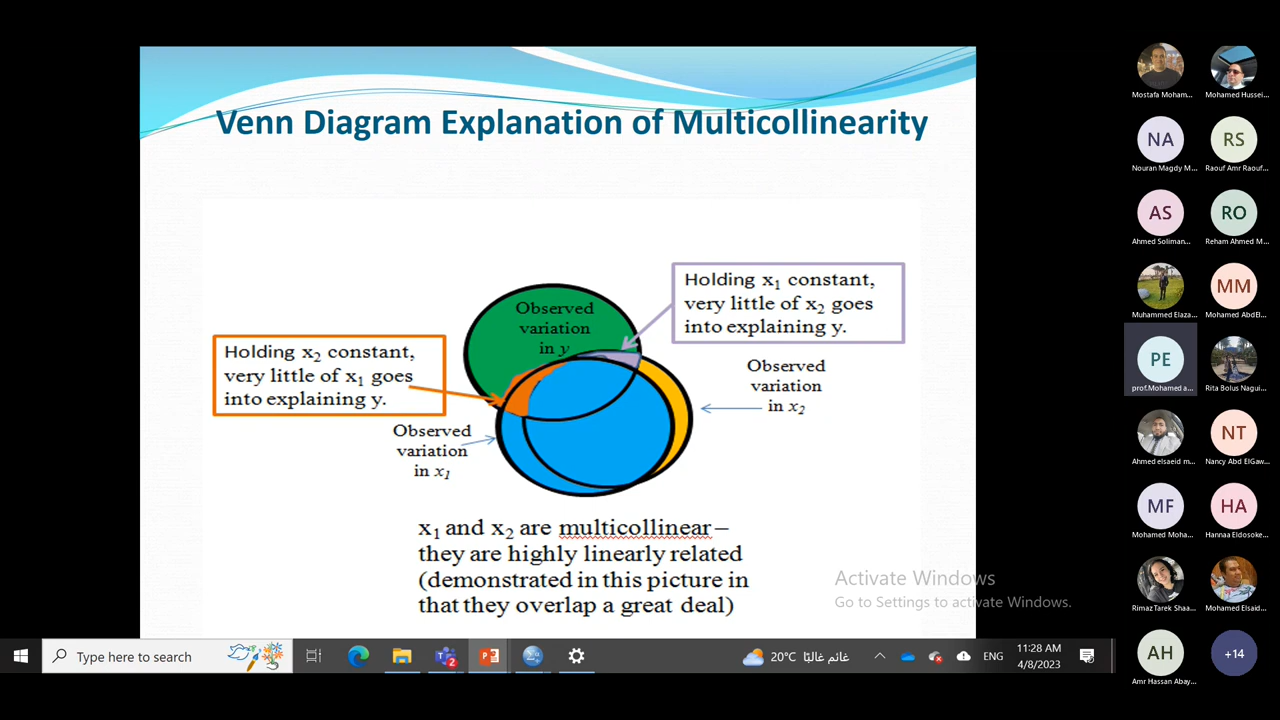 Venn Diagram Explanation of Multicollinearity
Holding x1 constant,
very little of x2 goes
into explaining y.
Observed
variation
in y
Holding x2 constant,
very little of x1 goes
into explaining y.
Observed
variation
in x2
Observed
variation
in x1
x1 and x2 are multicollinear –
they are highly linearly related
(demonstrated in this picture in
that they overlap a great deal)
Activate Windows
Go to Settings to activate Windows.
Mostafa Moham...
Mohamed Hussei...
NA
Nouran Magdy M...
RS
Raouf Amr Raouf...
AS
Ahmed Soliman...
RO
Reham Ahmed M...
Muhammed Elaza...
MM
Mohamed AbdEl...
PE
prof.Mohamed a...
Rita Bolus Nagui...
Ahmed elsaeid m...
NT
Nancy Abd ElGaw...
MF
Mohamed Moha...
HA
Hannaa Eldosoke...
Rimaz Tarek Shaa...
Mohamed Elsaid...
AH
Amr Hassan Abay...
+14
Type here to search
2
20°C غائم غالبًا
ENG
11:28 AM
4/8/2023